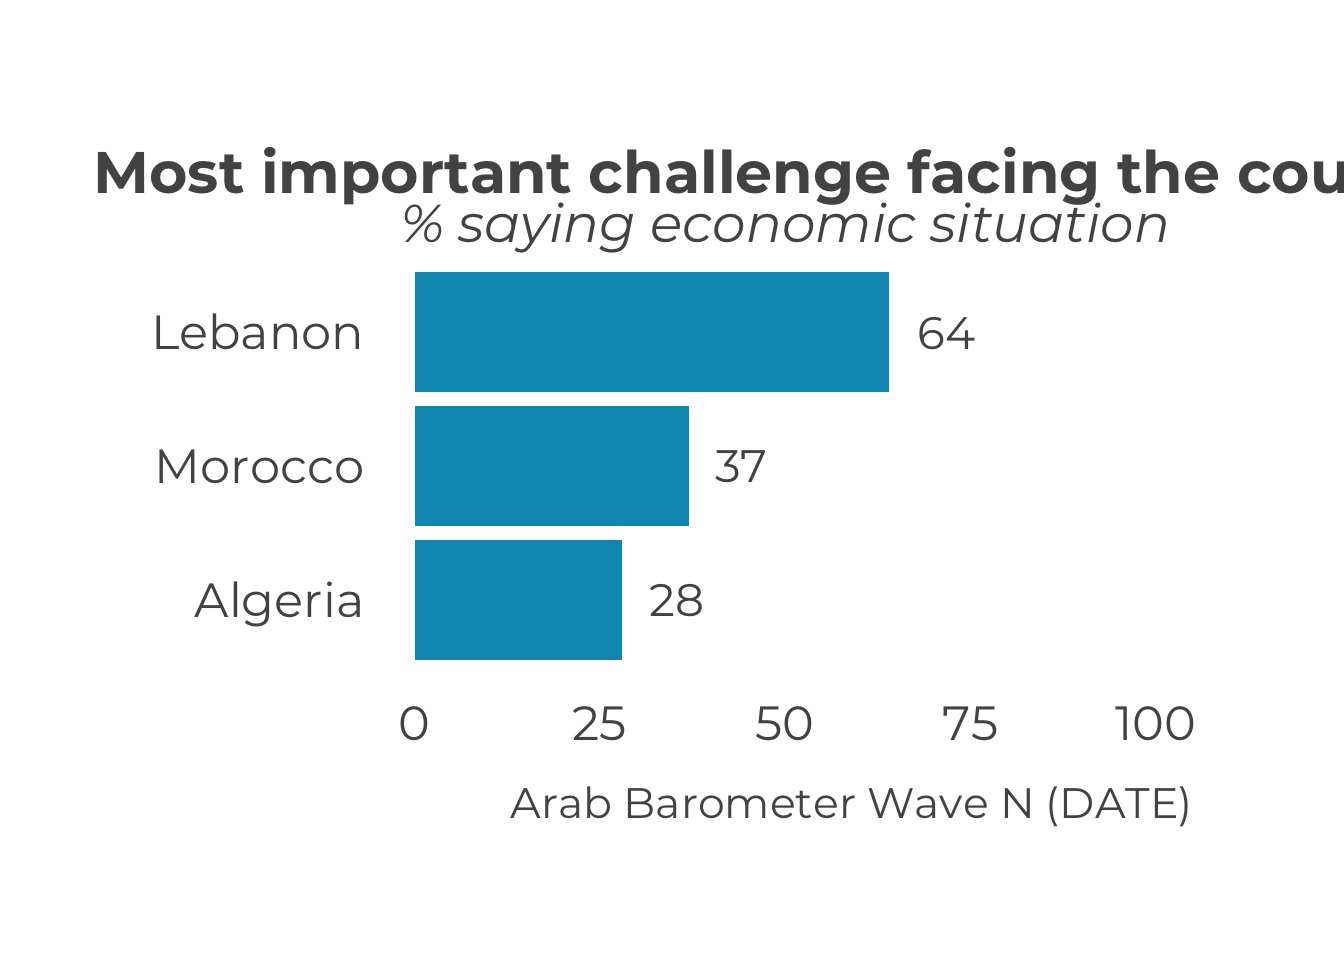 Most important challenge facing the cou
% saying economic situation
Lebanon 64
Morocco 37
Algeria 28
0 25 50 75 100
Arab Barometer Wave N (DATE)